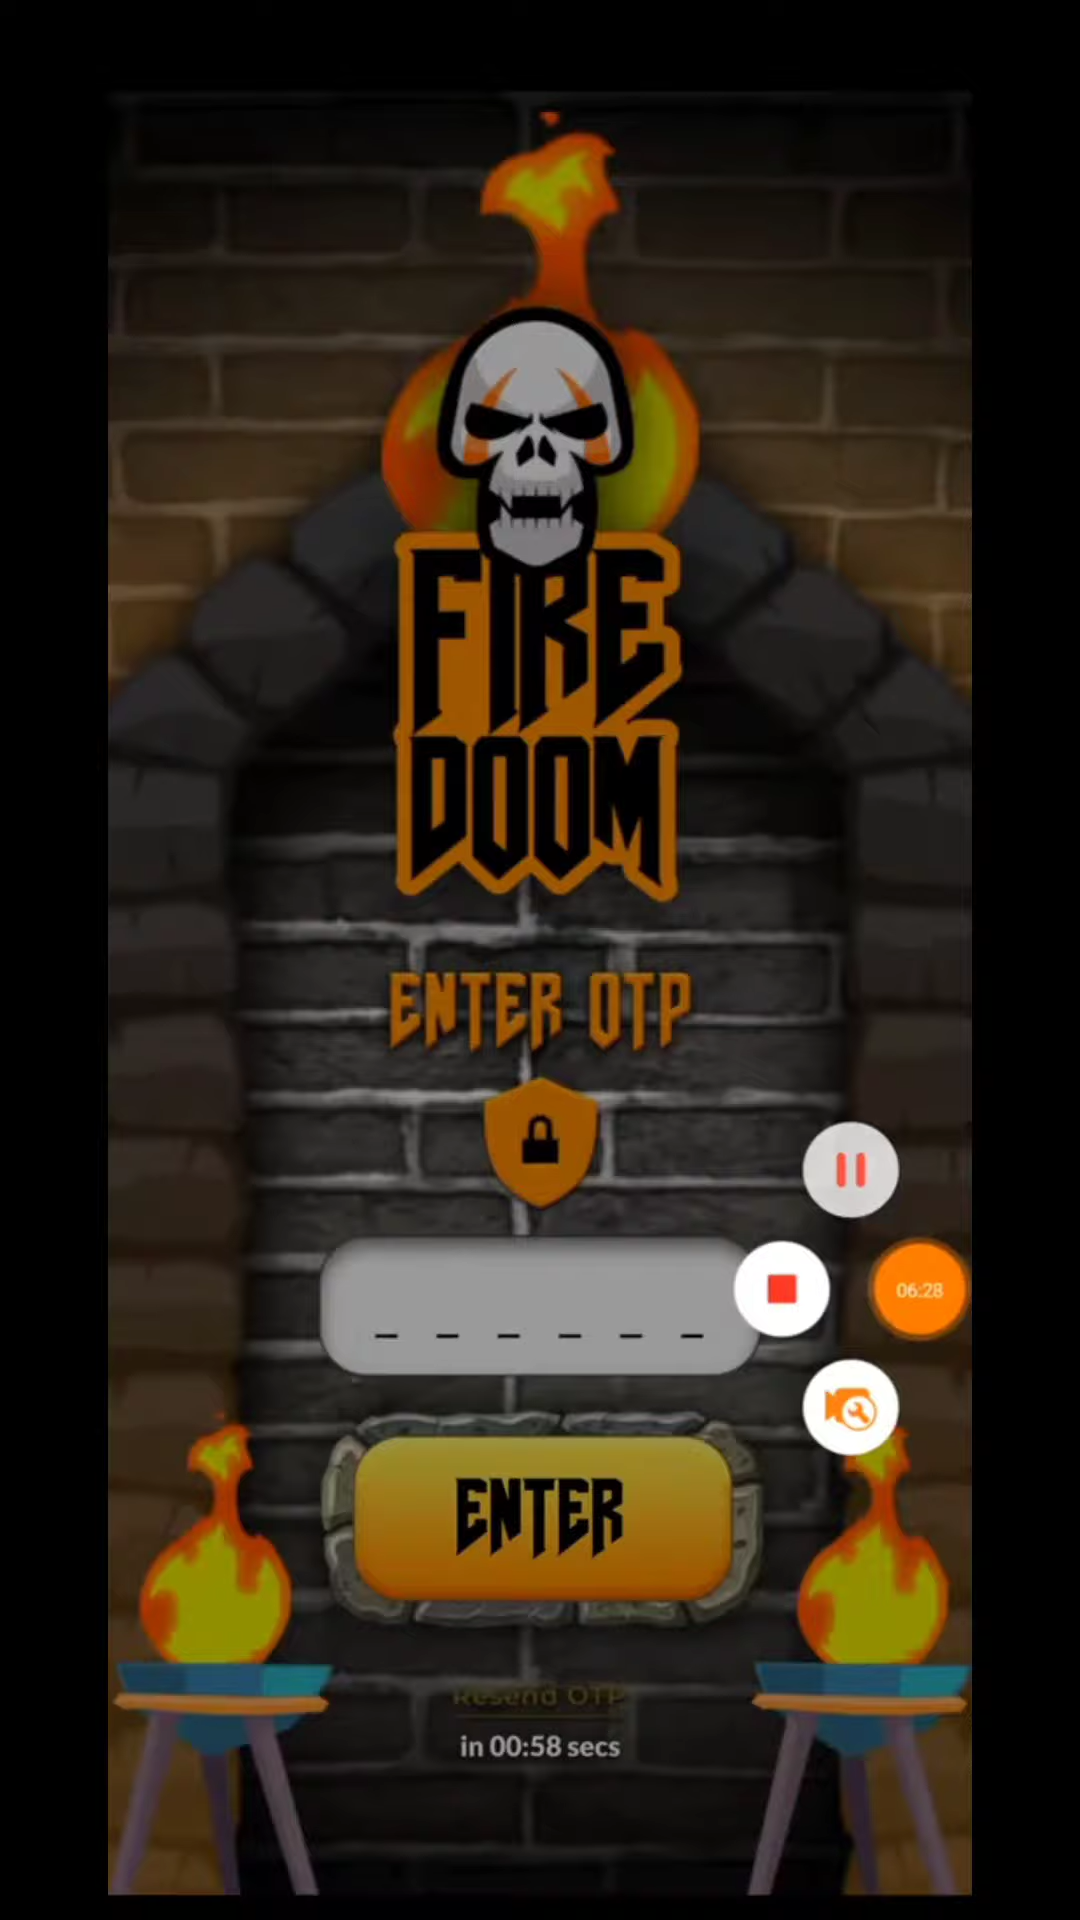 FIRE
DOOM
ENTER OTP
06:28
ENTER
Resend OTP
in 00:58 secs